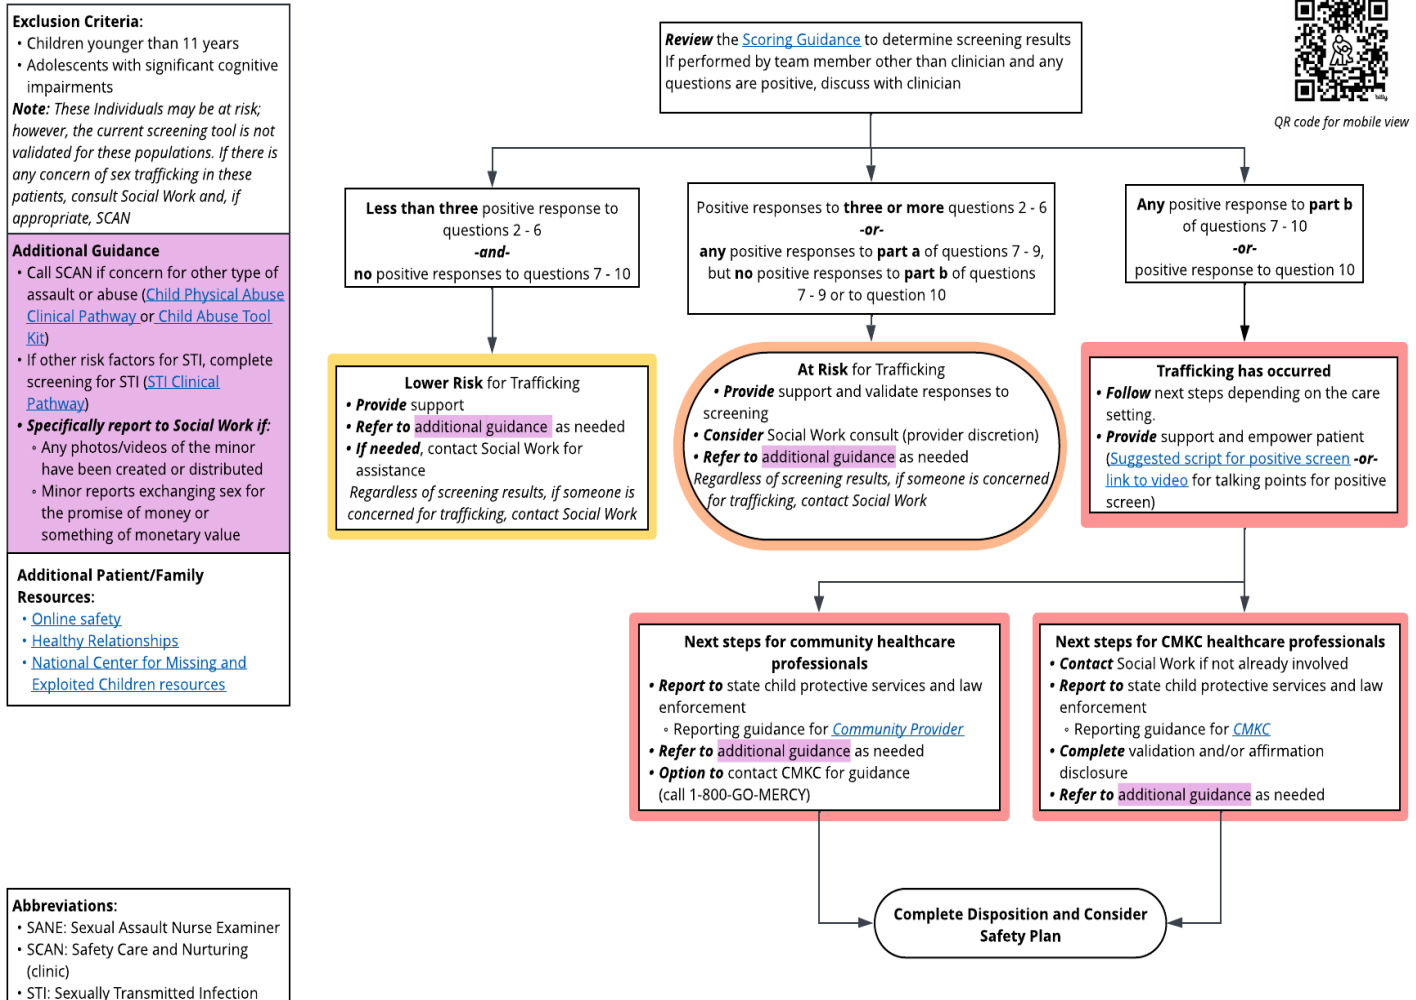 Exclusion Criteria:
• Children younger than 11 years
• Adolescents with significant cognitive
impairments
Note: These Individuals may be at risk;
however, the current screening tool is not
validated for these populations. If there is
any concern of sex trafficking in these
patients, consult Social Work and, if
appropriate, SCAN
Additional Guidance
• Call SCAN if concern for other type of
assault or abuse (Child Physical Abuse
Clinical Pathway or Child Abuse Tool
Kit)
• If other risk factors for STI, complete
screening for STI (STI Clinical
Pathway)
• Specifically report to Social Work if:
◦ Any photos/videos of the minor
have been created or distributed
◦ Minor reports exchanging sex for
the promise of money or
something of monetary value
Additional Patient/Family
Resources:
• Online safety
• Healthy Relationships
• National Center for Missing and
Exploited Children resources
Abbreviations:
• SANE: Sexual Assault Nurse Examiner
• SCAN: Safety Care and Nurturing
(clinic)
• STI: Sexually Transmitted Infection
Review the Scoring Guidance to determine screening results
If performed by team member other than clinician and any
questions are positive, discuss with clinician
bitly
QR code for mobile view
Less than three positive response to
questions 2 - 6
-and-
no positive responses to questions 7 - 10
Positive responses to three or more questions 2 - 6
-or-
any positive responses to part a of questions 7 - 9,
but no positive responses to part b of questions
7 - 9 or to question 10
Any positive response to part b
of questions 7 - 10
-or-
positive response to question 10
Lower Risk for Trafficking
• Provide support
• Refer to additional guidance as needed
• If needed, contact Social Work for
assistance
Regardless of screening results, if someone is
concerned for trafficking, contact Social Work
At Risk for Trafficking
• Provide support and validate responses to
screening
• Consider Social Work consult (provider discretion)
• Refer to additional guidance as needed
Regardless of screening results, if someone is concerned
for trafficking, contact Social Work
Trafficking has occurred
• Follow next steps depending on the care
setting.
• Provide support and empower patient
(Suggested script for positive screen -or-
link to video for talking points for positive
screen)
Next steps for community healthcare
professionals
• Report to state child protective services and law
enforcement
◦ Reporting guidance for Community Provider
• Refer to additional guidance as needed
• Option to contact CMKC for guidance
(call 1-800-GO-MERCY)
Next steps for CMKC healthcare professionals
• Contact Social Work if not already involved
• Report to state child protective services and law
enforcement
◦ Reporting guidance for CMKC
• Complete validation and/or affirmation
disclosure
• Refer to additional guidance as needed
Complete Disposition and Consider
Safety Plan